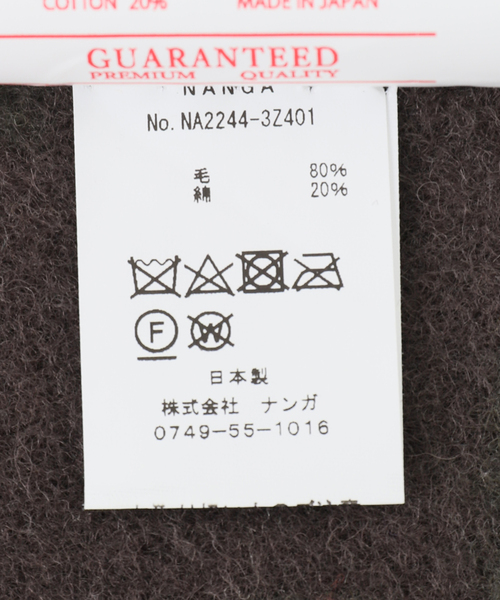 COTTON 20% MADE IN JAPAN
GUARANTEED
PREMIUM QUALITY
NANGA
No. NA2244-3Z401
毛 80%
綿 20%
F W
日本製
株式会社 ナンガ
0749-55-1016